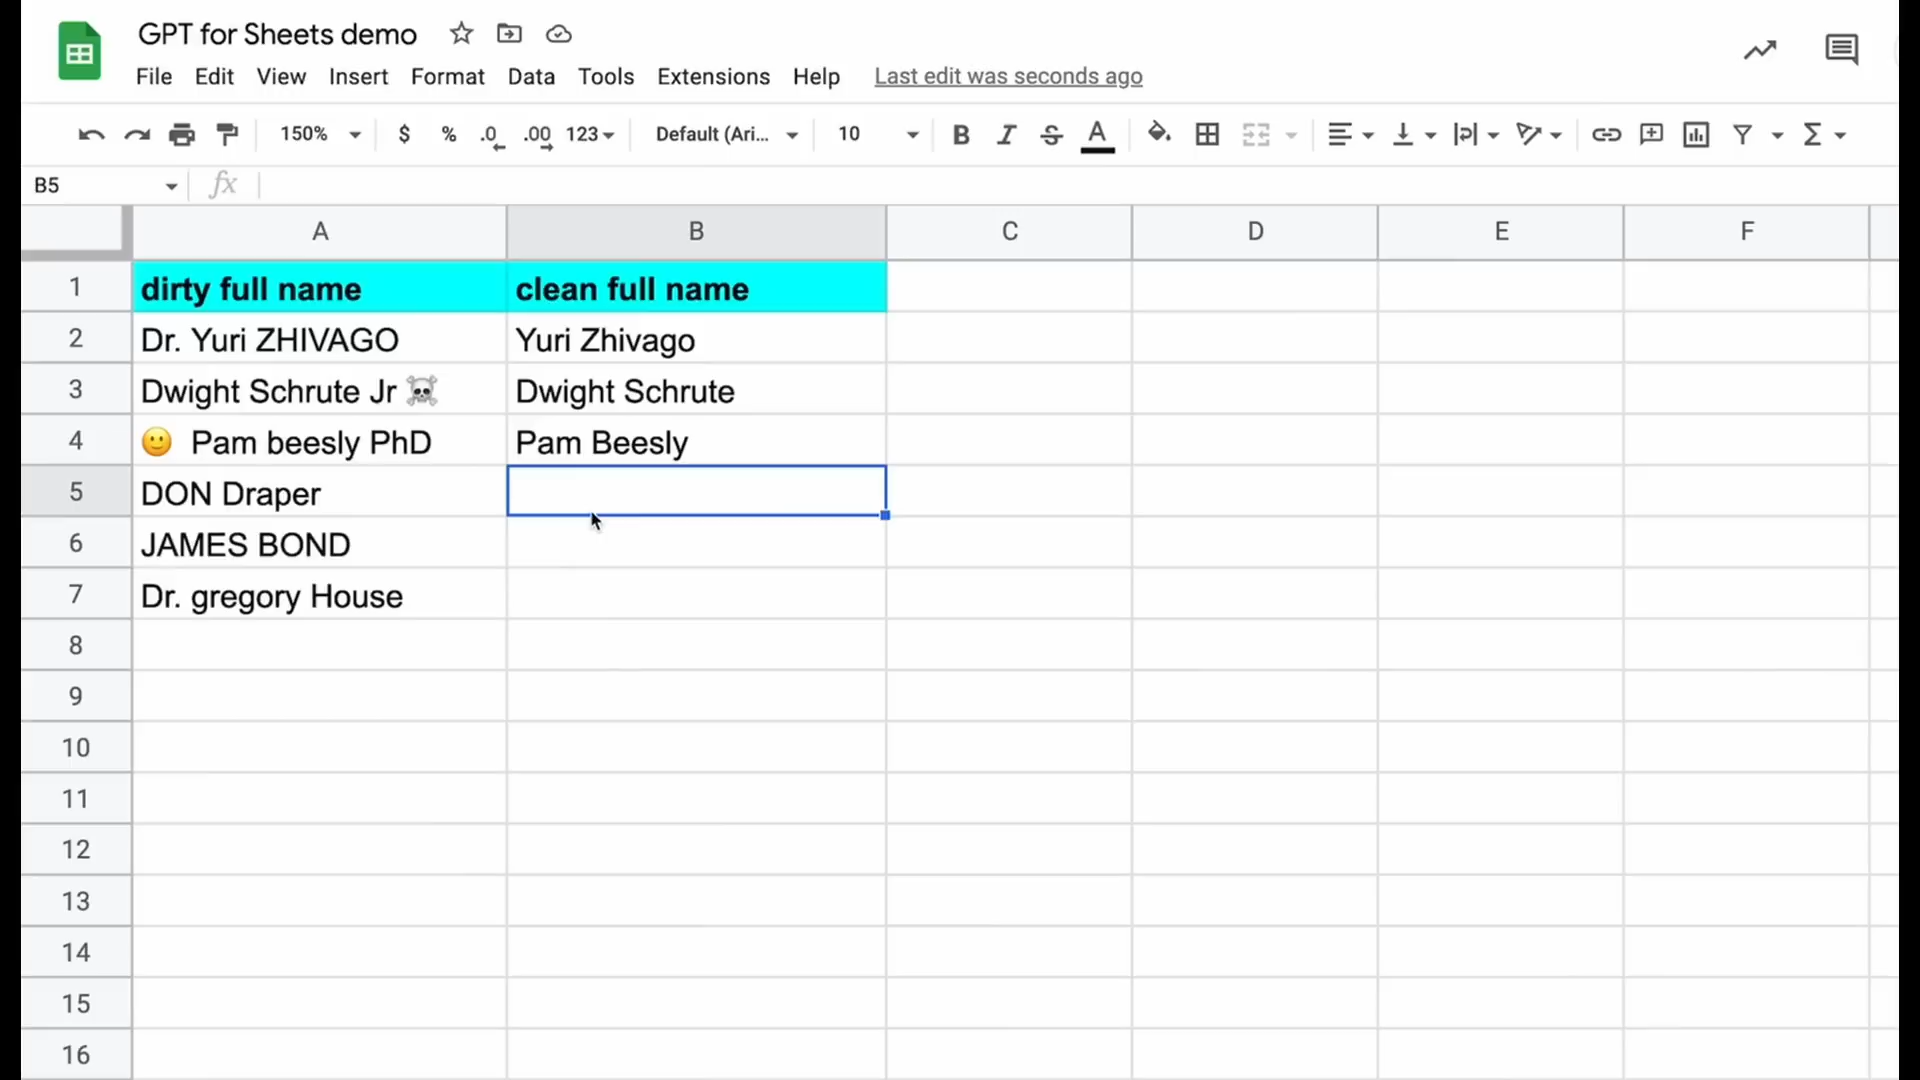 GPT for Sheets demo
File Edit View Insert Format Data Tools Extensions Help Last edit was seconds ago
150% $ % .0 .00 123 Default (Ari... 10 B I S A Σ
B5 fx
A B C D E F
1 dirty full name clean full name
2 Dr. Yuri ZHIVAGO Yuri Zhivago
3 Dwight Schrute Jr ☠️ Dwight Schrute
4 🙂 Pam beesly PhD Pam Beesly
5 DON Draper
6 JAMES BOND
7 Dr. gregory House
8
9
10
11
12
13
14
15
16